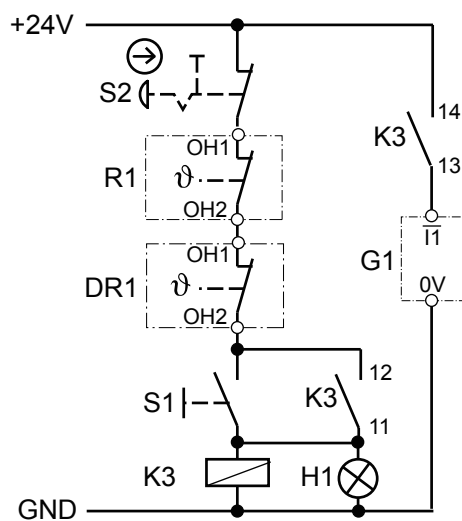 +24V
S2
14
K3
13
OH1
R1
ϑ
OH2
I1
OH1
G1
0V
DR1
ϑ
OH2
12
S1
K3
11
K3
H1
GND